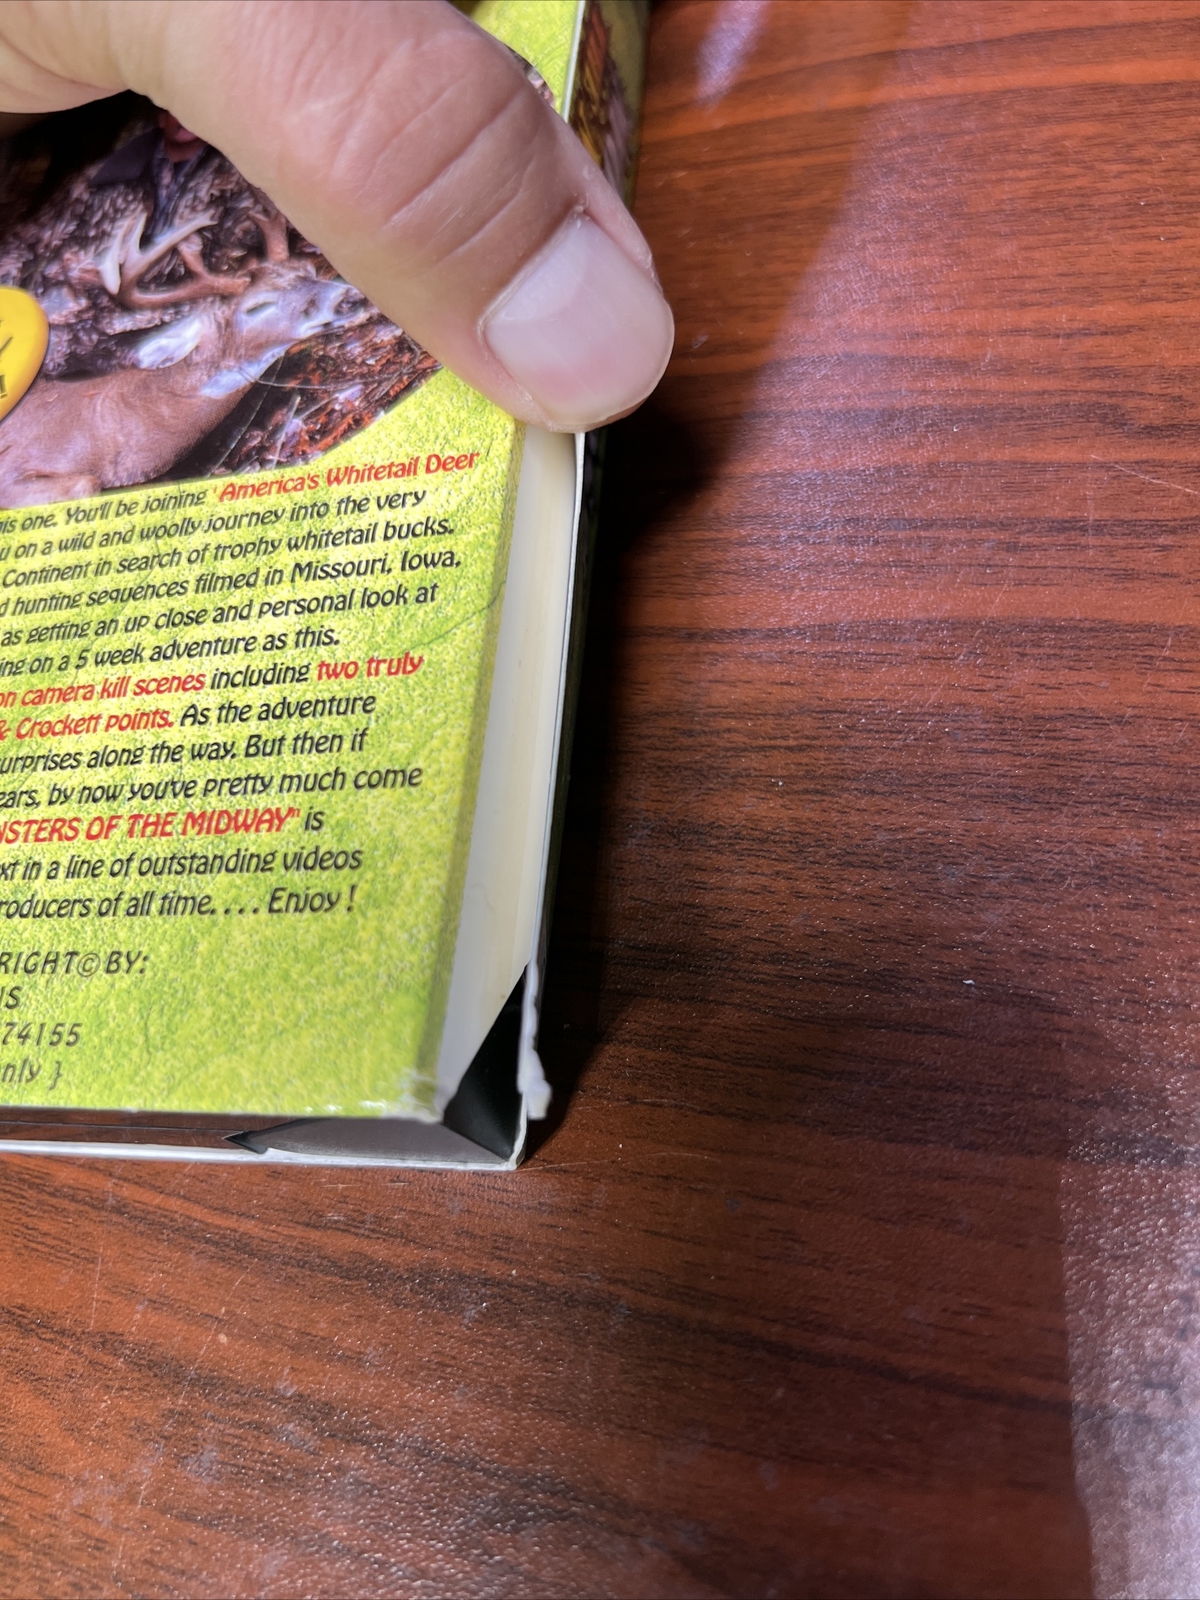 is one. You'll be joining 'America's Whitetail Deer
u on a wild and woolly journey into the very
Continent in search of trophy whitetail bucks.
d hunting sequences filmed in Missouri, Iowa,
as getting an up close and personal look at
ing on a 5 week adventure as this.
on camera kill scenes including two truly
& Crockett points. As the adventure
urprises along the way. But then if
ears, by now you've pretty much come
NSTERS OF THE MIDWAY" is
xt in a line of outstanding videos
roducers of all time. . . . Enjoy !
RIGHT© BY:
IS
74155
nly }